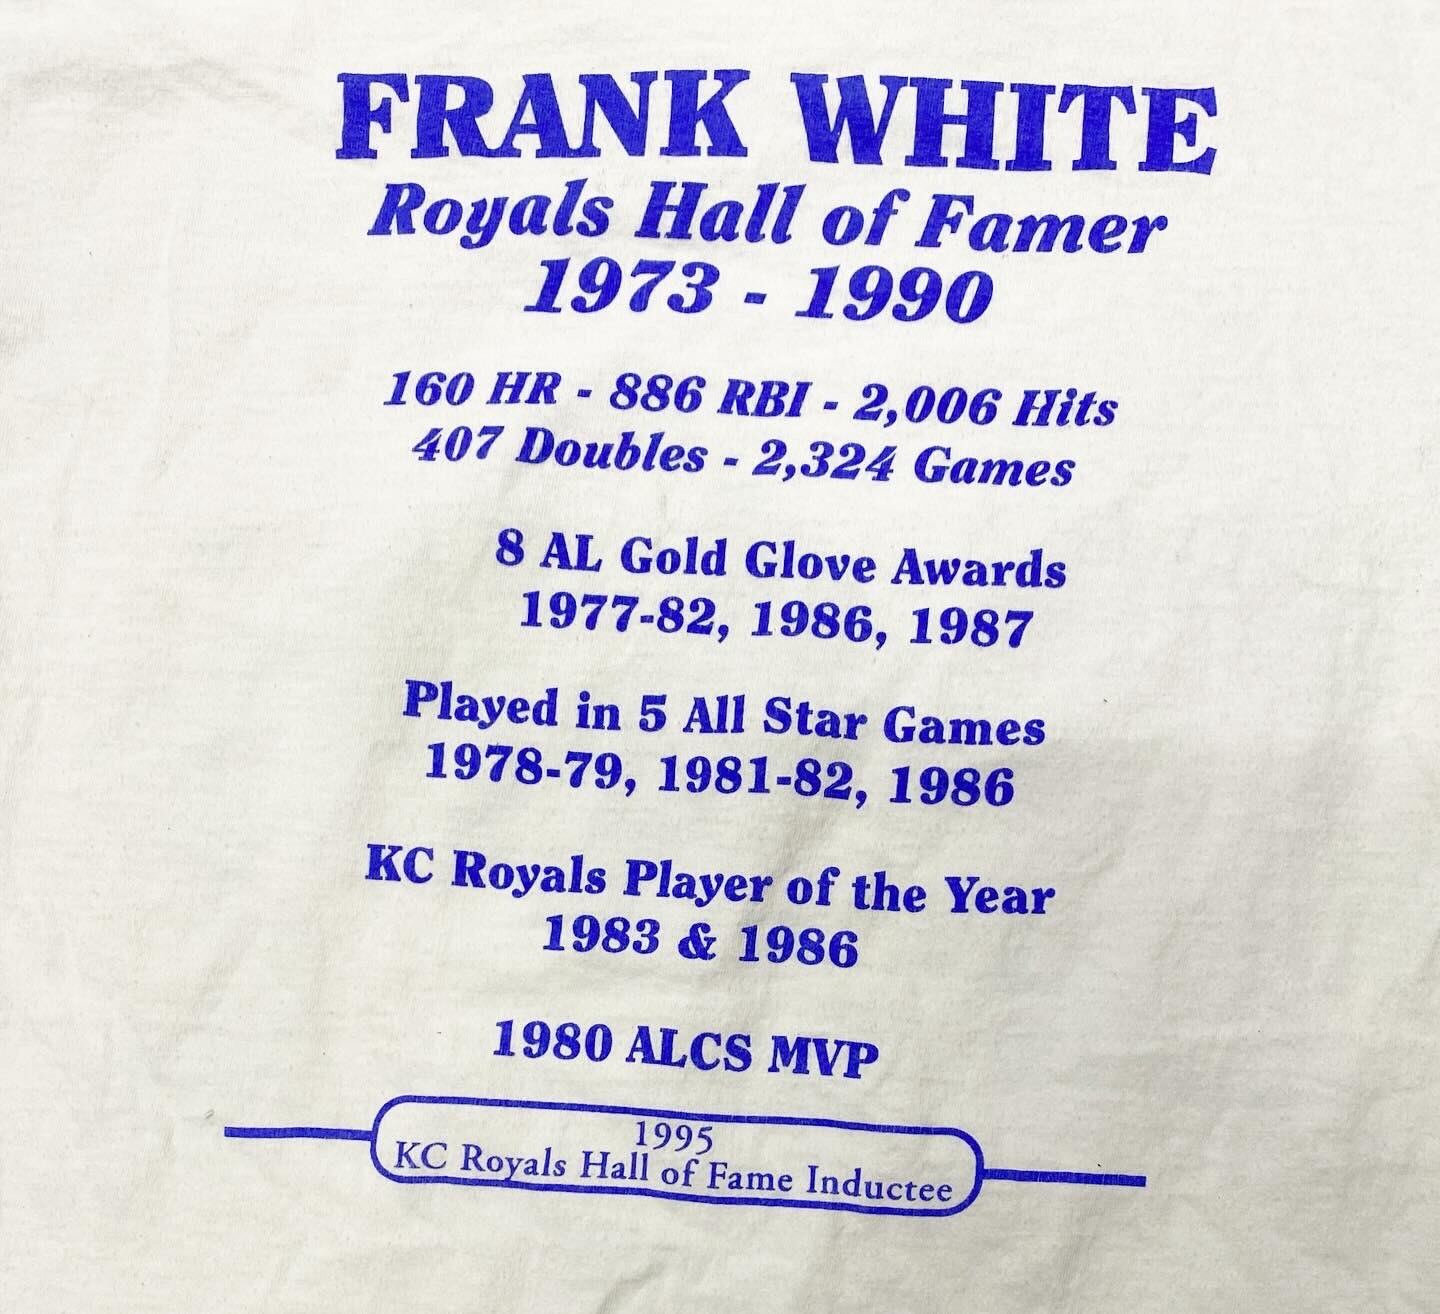 FRANK WHITE
Royals Hall of Famer
1973 - 1990
160 HR - 886 RBI - 2,006 Hits
407 Doubles - 2,324 Games
8 AL Gold Glove Awards
1977-82, 1986, 1987
Played in 5 All Star Games
1978-79, 1981-82, 1986
KC Royals Player of the Year
1983 & 1986
1980 ALCS MVP
1995
KC Royals Hall of Fame Inductee